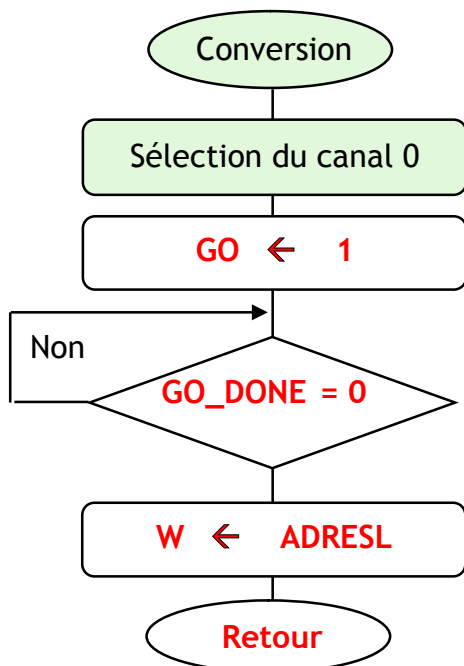 Conversion
Sélection du canal 0
GO ← 1
Non
GO_DONE = 0
W ← ADRESL
Retour